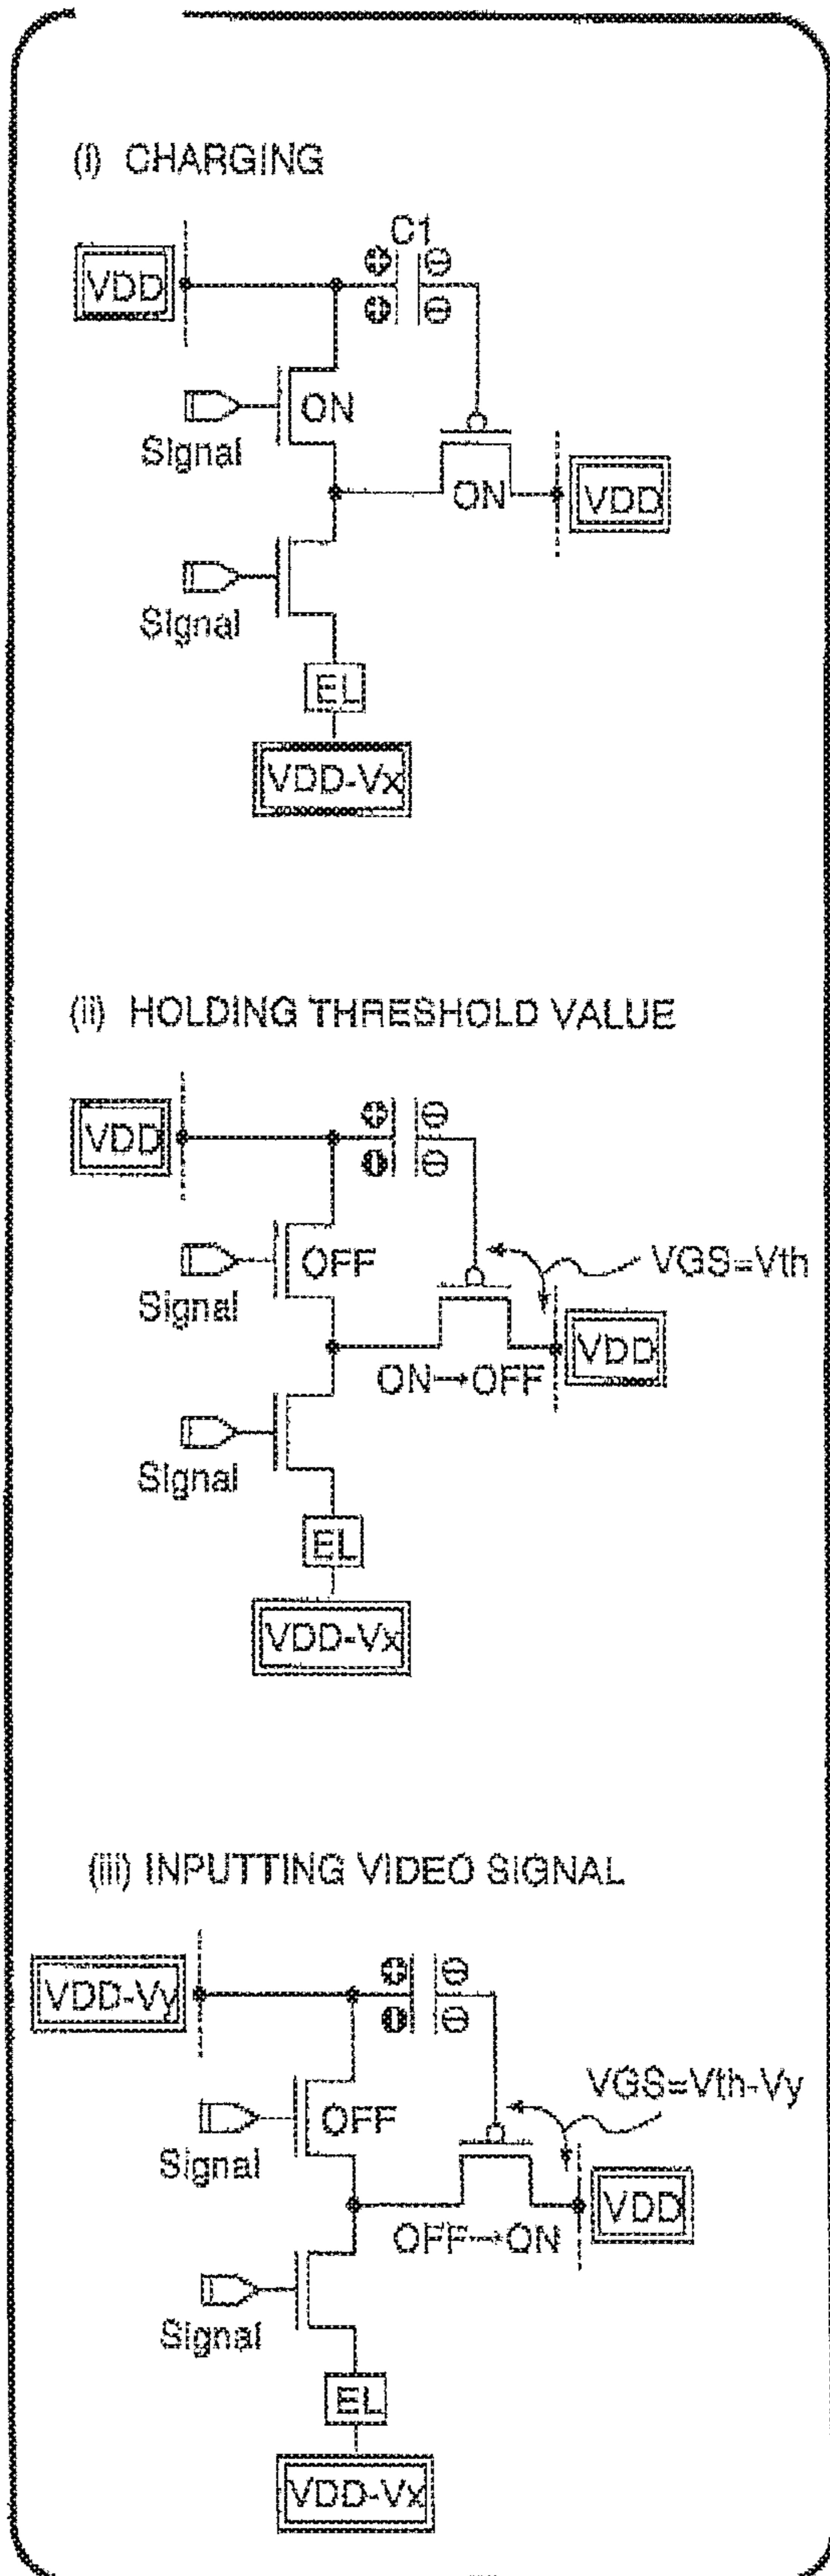 (i) CHARGING
C1
VDD
ON
Signal
ON
VDD
Signal
EL
VDD-Vx
(ii) HOLDING THRESHOLD VALUE
VDD
OFF
VGS=Vth
Signal
VDD
ON→OFF
Signal
EL
VDD-Vx
(iii) INPUTTING VIDEO SIGNAL
VDD-Vy
VGS=Vth-Vy
OFF
Signal
VDD
OFF→ON
Signal
EL
VDD-Vx